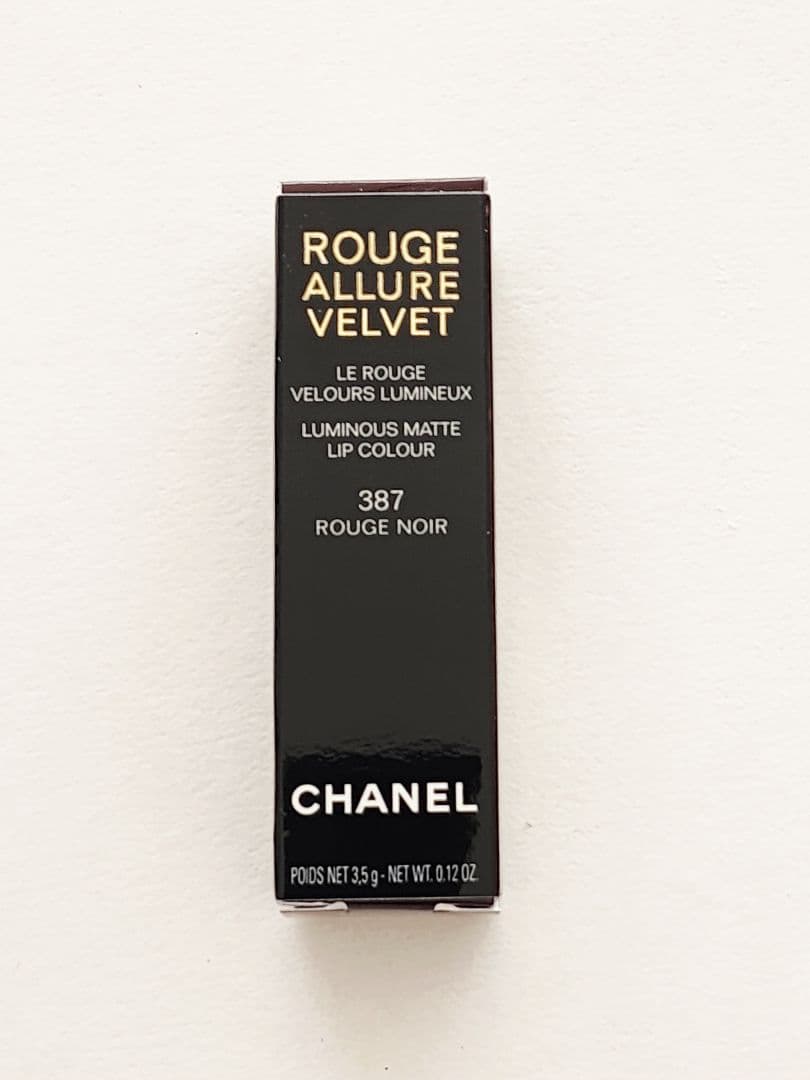 ROUGE
ALLURE
VELVET
LE ROUGE
VELOURS LUMINEUX
LUMINOUS MATTE
LIP COLOUR
387
ROUGE NOIR
CHANEL
POIDS NET 3,5 g - NET WT. 0.12 OZ.